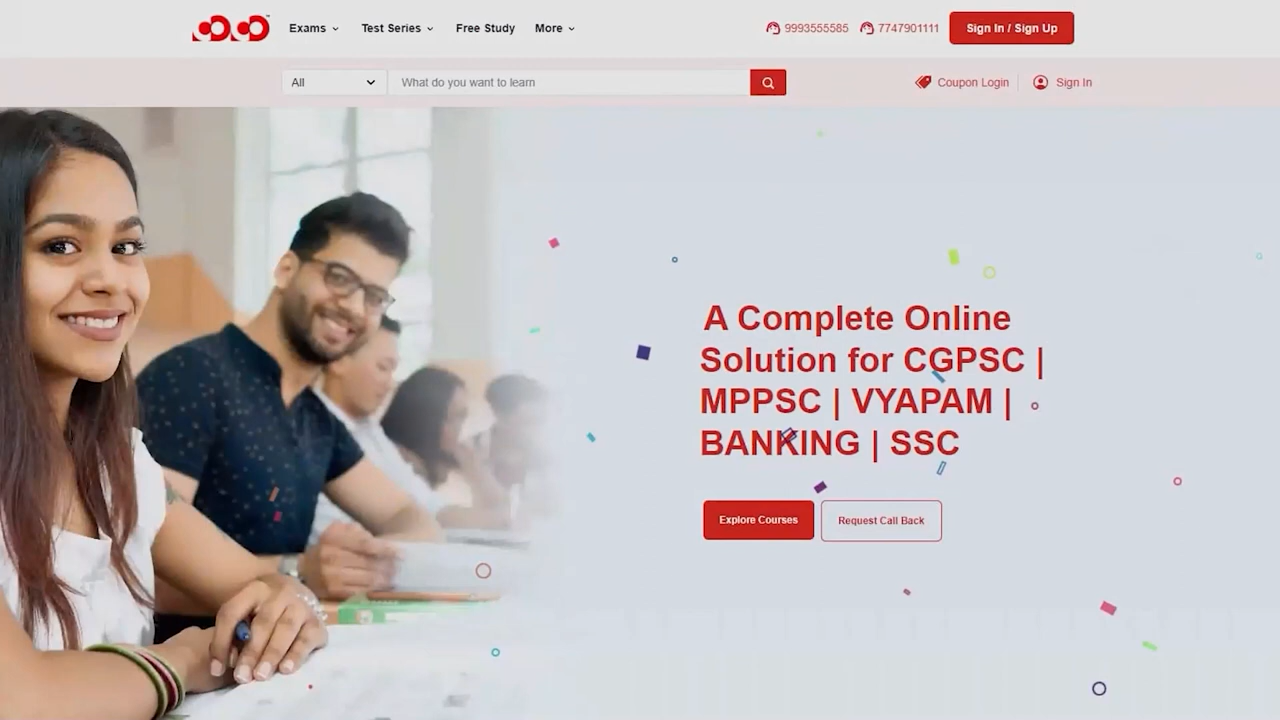 Exams
Test Series
Free Study
More
9993555585
7747901111
Sign In / Sign Up
All
What do you want to learn
Coupon Login
Sign In
A Complete Online
Solution for CGPSC |
MPPSC | VYAPAM |
BANKING | SSC
Explore Courses
Request Call Back